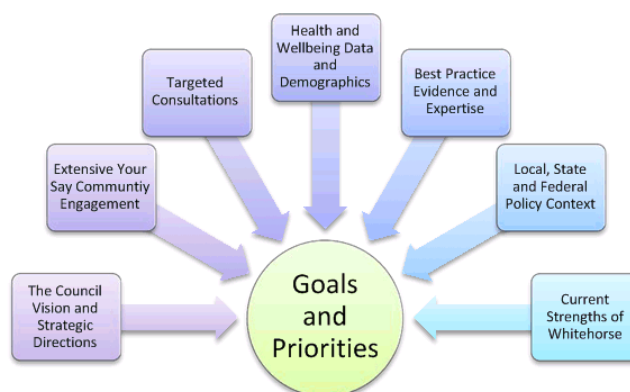 Health and
Wellbeing Data
and
Demographics
Targeted
Consultations
Best Practice
Evidence and
Expertise
Extensive Your
Say Communtiy
Engagement
Local, State
and Federal
Policy Context
The Council
Vision and
Strategic
Directions
Goals
and
Priorities
Current
Strengths of
Whitehorse